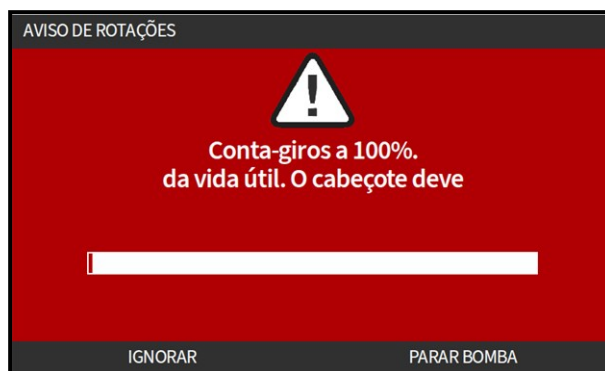 AVISO DE ROTAÇÕES
!
Conta-giros a 100%.
da vida útil. O cabeçote deve
IGNORAR
PARAR BOMBA